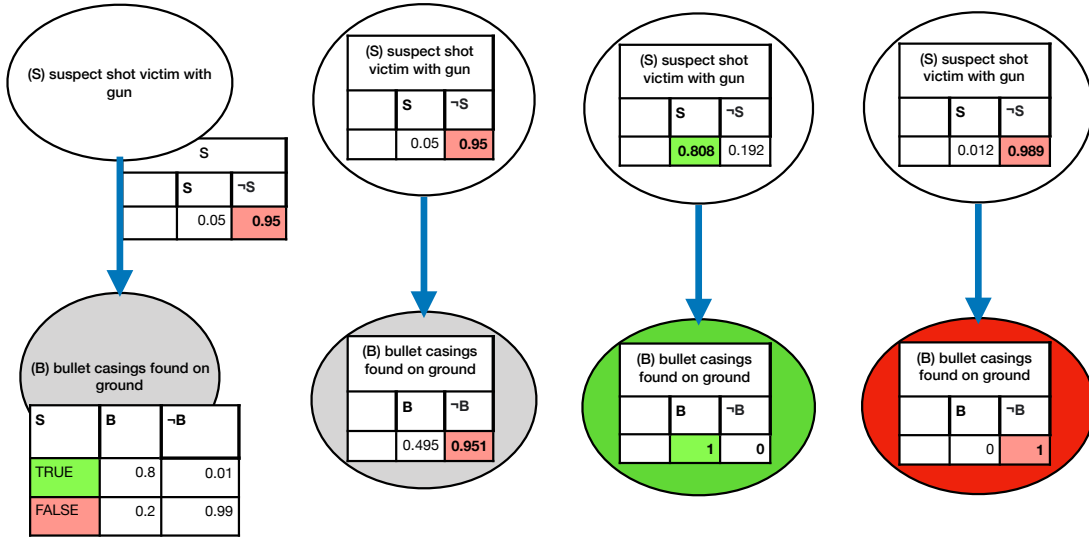 (S) suspect shot victim with
gun
S
S ¬S
0.05 0.95
(B) bullet casings found on
ground
S B ¬B
TRUE 0.8 0.01
FALSE 0.2 0.99
(S) suspect shot
victim with gun
S ¬S
0.05 0.95
(B) bullet casings
found on ground
B ¬B
0.495 0.951
(S) suspect shot
victim with gun
S ¬S
0.808 0.192
(B) bullet casings
found on ground
B ¬B
1 0
(S) suspect shot
victim with gun
S ¬S
0.012 0.989
(B) bullet casings
found on ground
B ¬B
0 1